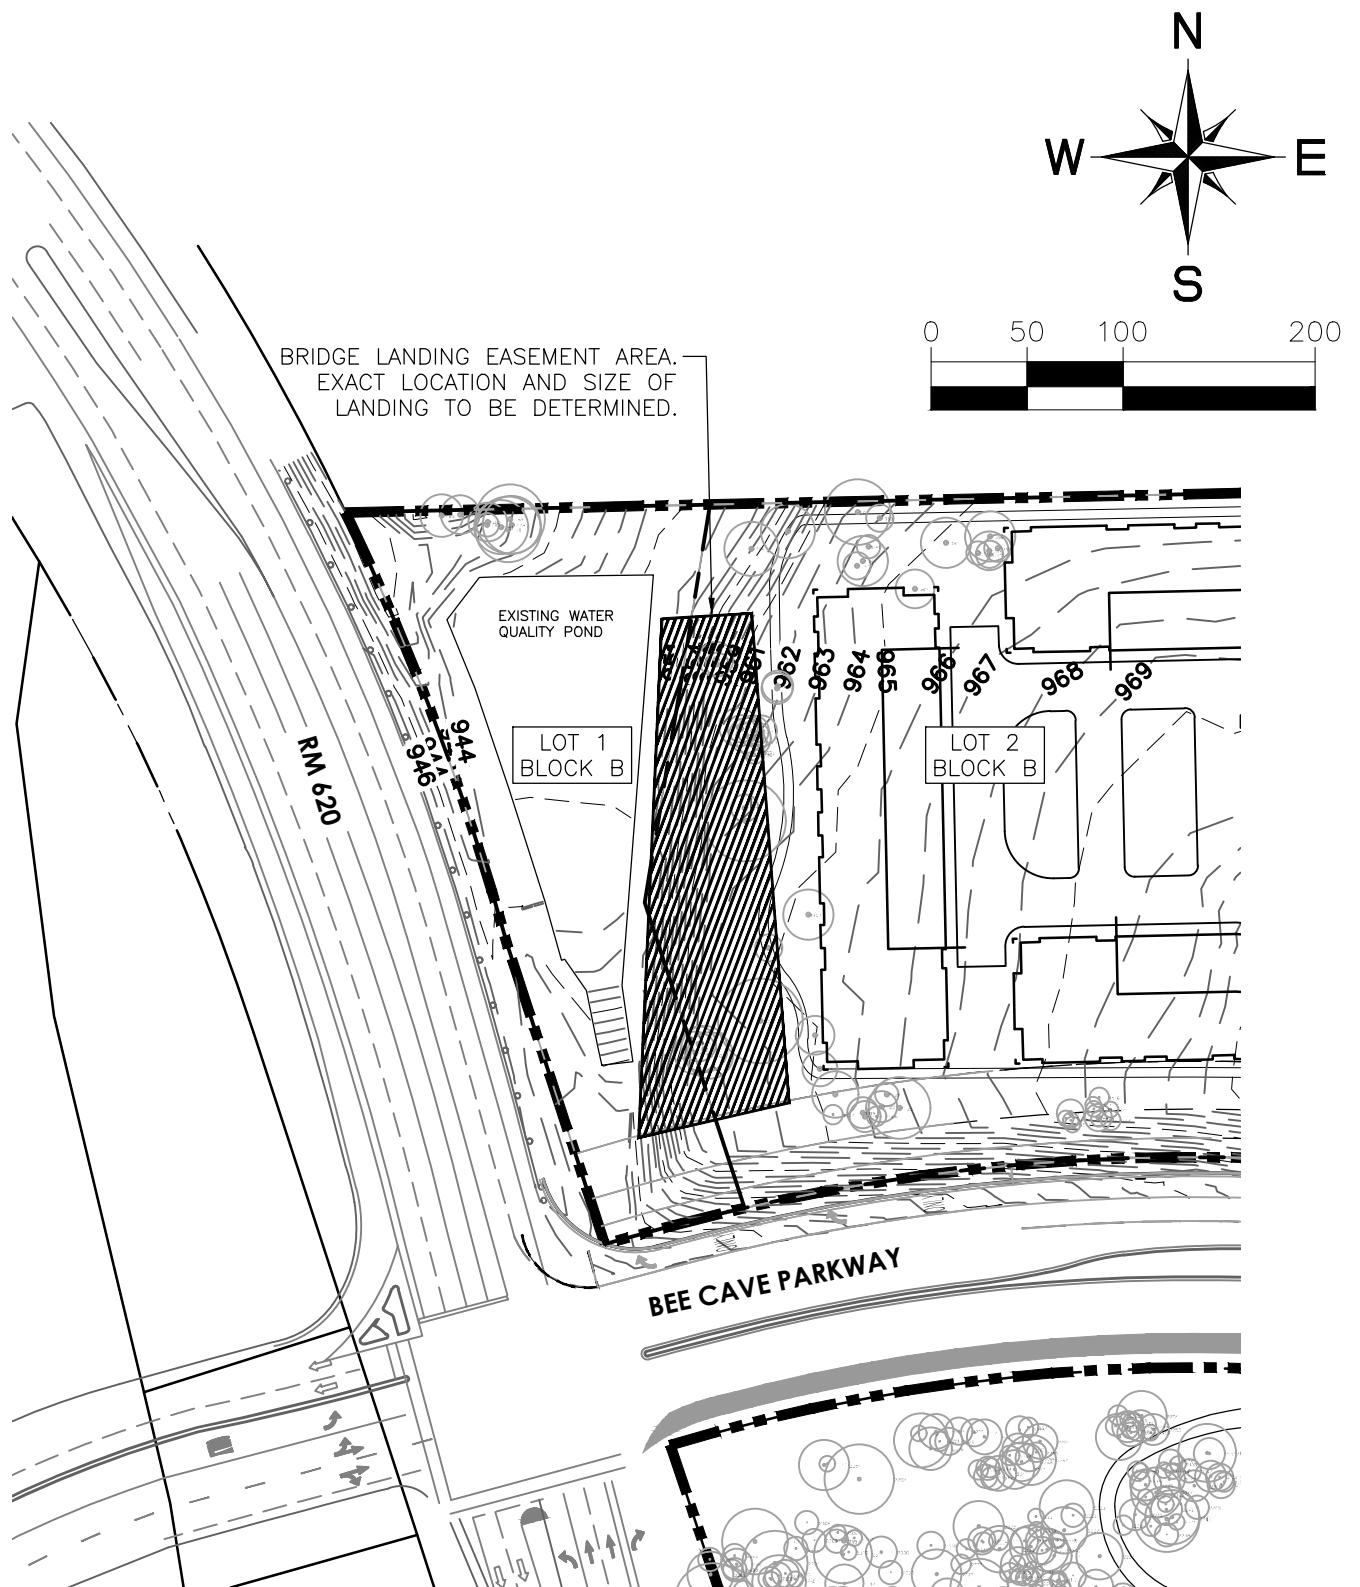 N
W E
S
0 50 100 200
BRIDGE LANDING EASEMENT AREA.
EXACT LOCATION AND SIZE OF
LANDING TO BE DETERMINED.
EXISTING WATER
QUALITY POND
961
962
963
964
965
966
967
968
969
LOT 1
BLOCK B
LOT 2
BLOCK B
944
946
RM 620
BEE CAVE PARKWAY